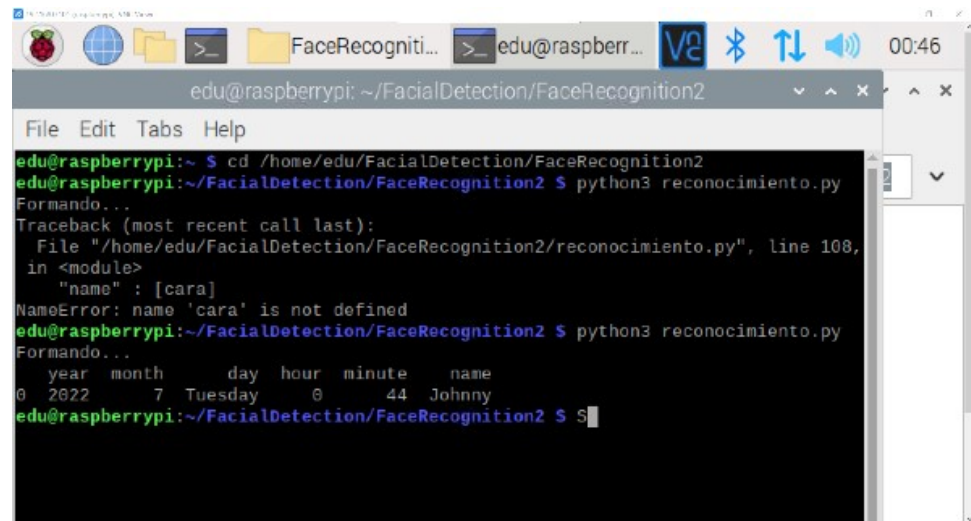 FaceRecogniti...
edu@raspberr...
00:46
edu@raspberrypi: ~/FacialDetection/FaceRecognition2
File Edit Tabs Help
edu@raspberrypi:~ $ cd /home/edu/FacialDetection/FaceRecognition2
edu@raspberrypi:~/FacialDetection/FaceRecognition2 $ python3 reconocimiento.py
Formando...
Traceback (most recent call last):
File "/home/edu/FacialDetection/FaceRecognition2/reconocimiento.py", line 108,
in <module>
"name" : [cara]
NameError: name 'cara' is not defined
edu@raspberrypi:~/FacialDetection/FaceRecognition2 $ python3 reconocimiento.py
Formando...
year month day hour minute name
0 2022 7 Tuesday 0 44 Johnny
edu@raspberrypi:~/FacialDetection/FaceRecognition2 $ S